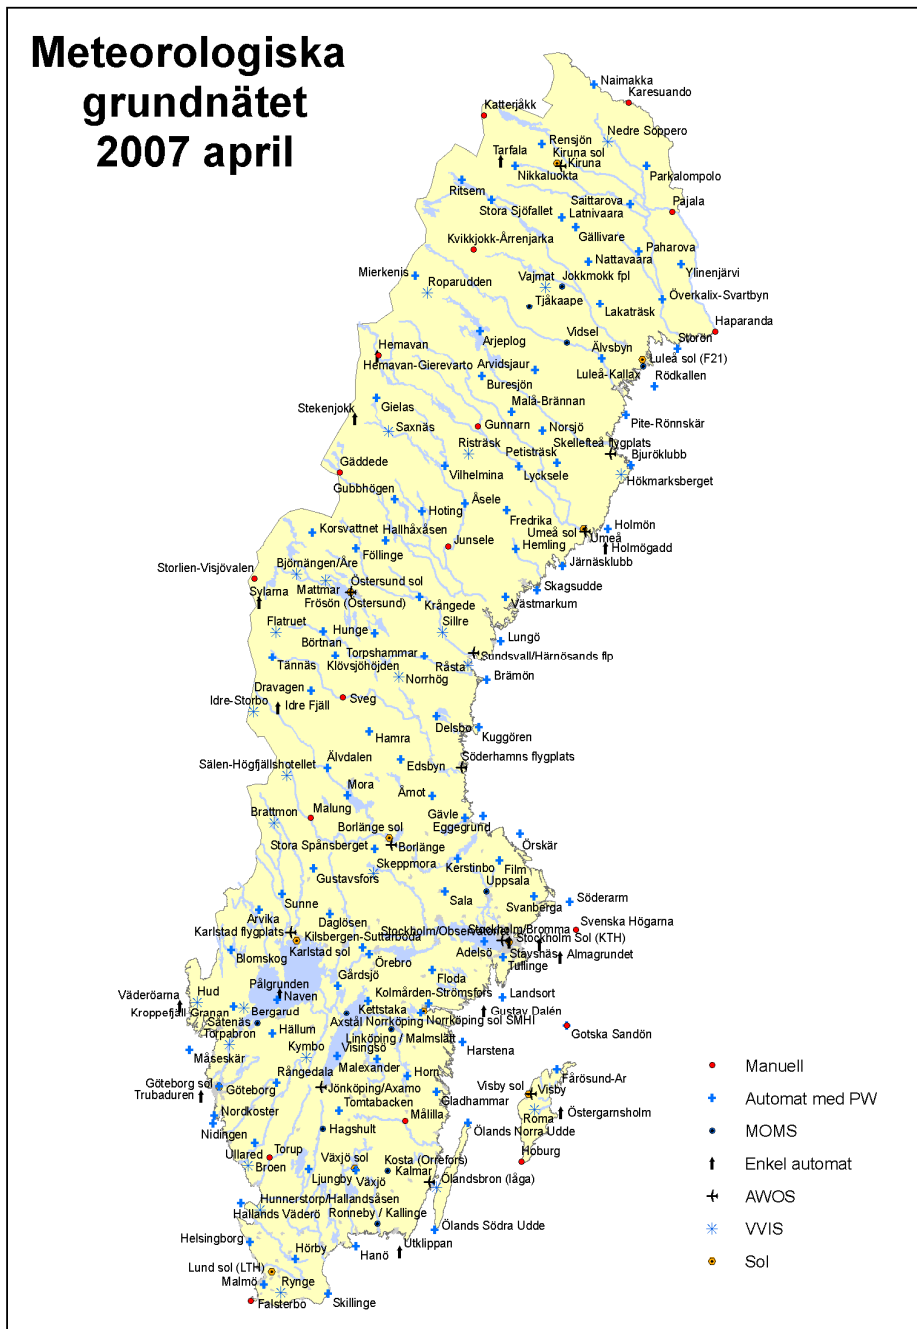 Meteorologiska
grundnätet
2007 april
Naimakka
Karesuando
Katterjåkk
Nedre Soppero
Rensjön
Tarfala
Kiruna sol
Kiruna
Nikkaluokta
Parkalompolo
Ritsem
Saittarova
Stora Sjöfallet
Latnivaara
Pajala
Gällivare
Kvikkjokk-Årrenjarka
Paharova
Nattavaara
Ylinenjärvi
Mierkenis
Roparudden
Vajmat
Jokkmokk fpl
Tjåkaape
Överkalix-Svartbyn
Lakaträsk
Haparanda
Vidsel
Storön
Hemavan
Arjeplog
Älvsbyn
Luleå sol (F21)
Hemavan-Gierevarto
Arvidsjaur
Luleå-Kallax
Rödkallen
Buresjön
Gielas
Malå-Brännan
Stekenjokk
Pite-Rönnskär
Saxnäs
Gunnarn
Norsjö
Risträsk
Skellefteå flygplats
Petisträsk
Bjuröklubb
Gäddede
Vilhelmina
Lycksele
Hökmarksberget
Gubbhögen
Åsele
Hoting
Fredrika
Korsvattnet
Hallhåxåsen
Umeå sol
Holmön
Umeå
Föllinge
Junsele
Hemling
Holmögadd
Björnängen/Åre
Järnäsklubb
Storlien-Visjövalen
Östersund sol
Sylarna
Mattmar
Skagsudde
Frösön (Östersund)
Krångede
Västmarkum
Flatruet
Hunge
Sillre
Börtnan
Lungö
Torpshammar
Sundsvall/Härnösands flp
Tännäs
Klövsjöhöjden
Råsta
Norrhög
Brämön
Dravagen
Idre-Storbo
Sveg
Idre Fjäll
Delsbo
Kuggören
Hamra
Söderhamns flygplats
Älvdalen
Edsbyn
Sälen-Högfjällshotellet
Mora
Åmot
Malung
Brattmon
Gävle
Borlänge sol
Eggegrund
Örskär
Stora Spånsberget
Borlänge
Skeppmora
Kerstinbo
Film
Gustavsfors
Uppsala
Sunne
Sala
Söderarm
Svanberga
Arvika
Daglösen
Svenska Högarna
Karlstad flygplats
Stockholm/Observatoriet
Stockholm/Bromma
Kilsbergen-Suttarboda
Stockholm Sol (KTH)
Karlstad sol
Adelsö
Stavsnäs
Almagrundet
Blomskog
Örebro
Tullinge
Gårdsjö
Floda
Hud
Pålgrunden
Kolmården-Strömsfors
Väderöarna
Naven
Landsort
Kroppefjäll Granan
Bergarud
Kettstaka
Gustav Dalén
Såtenäs
Axstål
Norrköping
Norrköping sol SMHI
Torpabron
Hällum
Linköping / Malmslätt
Gotska Sandön
Kymbo
Visingsö
Harstena
Måseskär
Malexander
Rångedala
Horn
Fårösund-Ar
Göteborg sol
Göteborg
Jönköping/Axamo
Visby sol
Visby
Trubaduren
Tomtabacken
Gladhammar
Nordkoster
Målilla
Roma
Östergarnsholm
Nidingen
Hagshult
Ölands Norra Udde
Ullared
Torup
Växjö sol
Kosta (Orrefors)
Hoburg
Broen
Kalmar
Ljungby
Växjö
Ölandsbron (låga)
Hunnerstorp/Hallandsåsen
Hallands Väderö
Ronneby / Kallinge
Helsingborg
Ölands Södra Udde
Hörby
Utklippan
Hanö
Lund sol (LTH)
Malmö
Rynge
Falsterbo
Skillinge
Manuell
Automat med PW
MOMS
Enkel automat
AWOS
VVIS
Sol